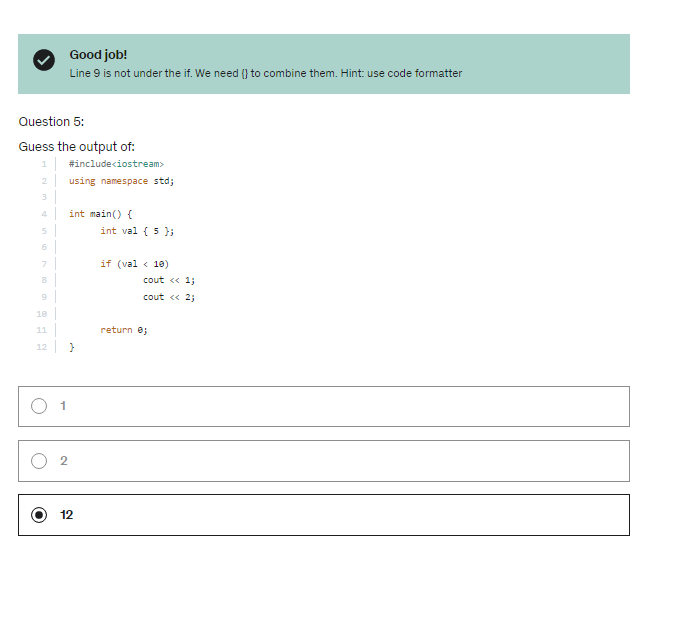 Good job!
Line 9 is not under the if. We need {} to combine them. Hint: use code formatter
Question 5:
Guess the output of:
1 #include<iostream>
2 using namespace std;
3
4 int main() {
5 int val { 5 };
6
7 if (val < 10)
8 cout << 1;
9 cout << 2;
10
11 return 0;
12 }
1
2
12